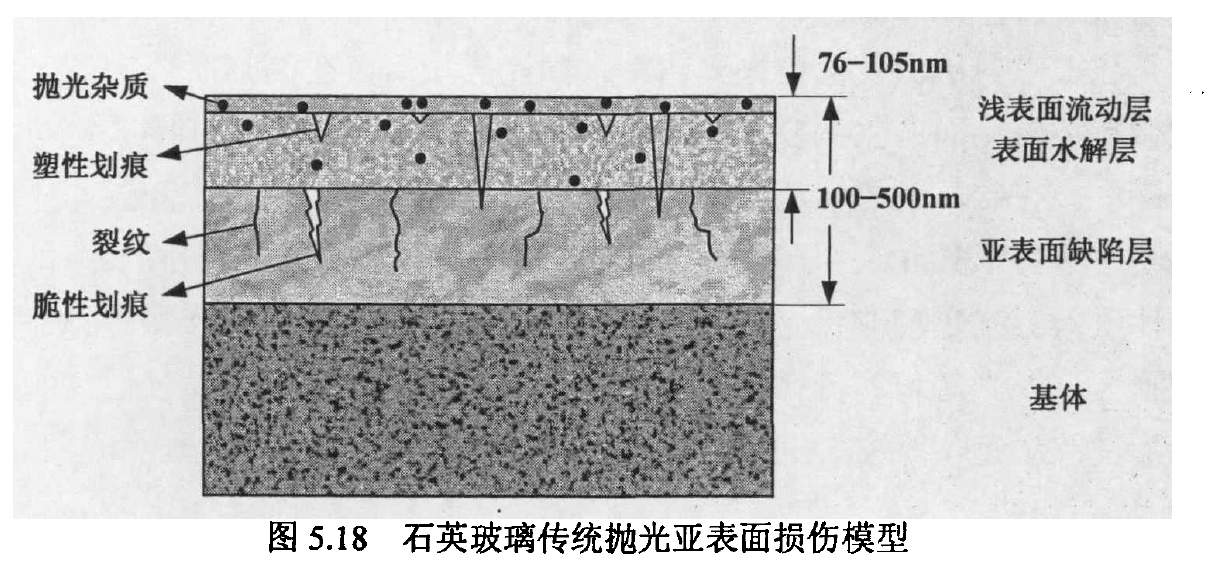 76-105nm
抛光杂质
浅表面流动层
塑性划痕
表面水解层
100-500nm
裂纹
亚表面缺陷层
脆性划痕
基体
图 5.18 石英玻璃传统抛光亚表面损伤模型